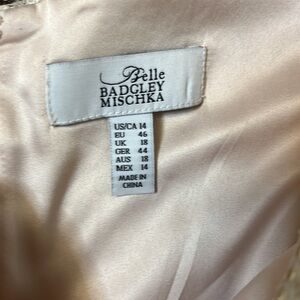 Belle
BADGLEY
MISCHKA
US/CA 14
EU 46
UK 18
GER 44
AUS 18
MEX 14
MADE IN
CHINA